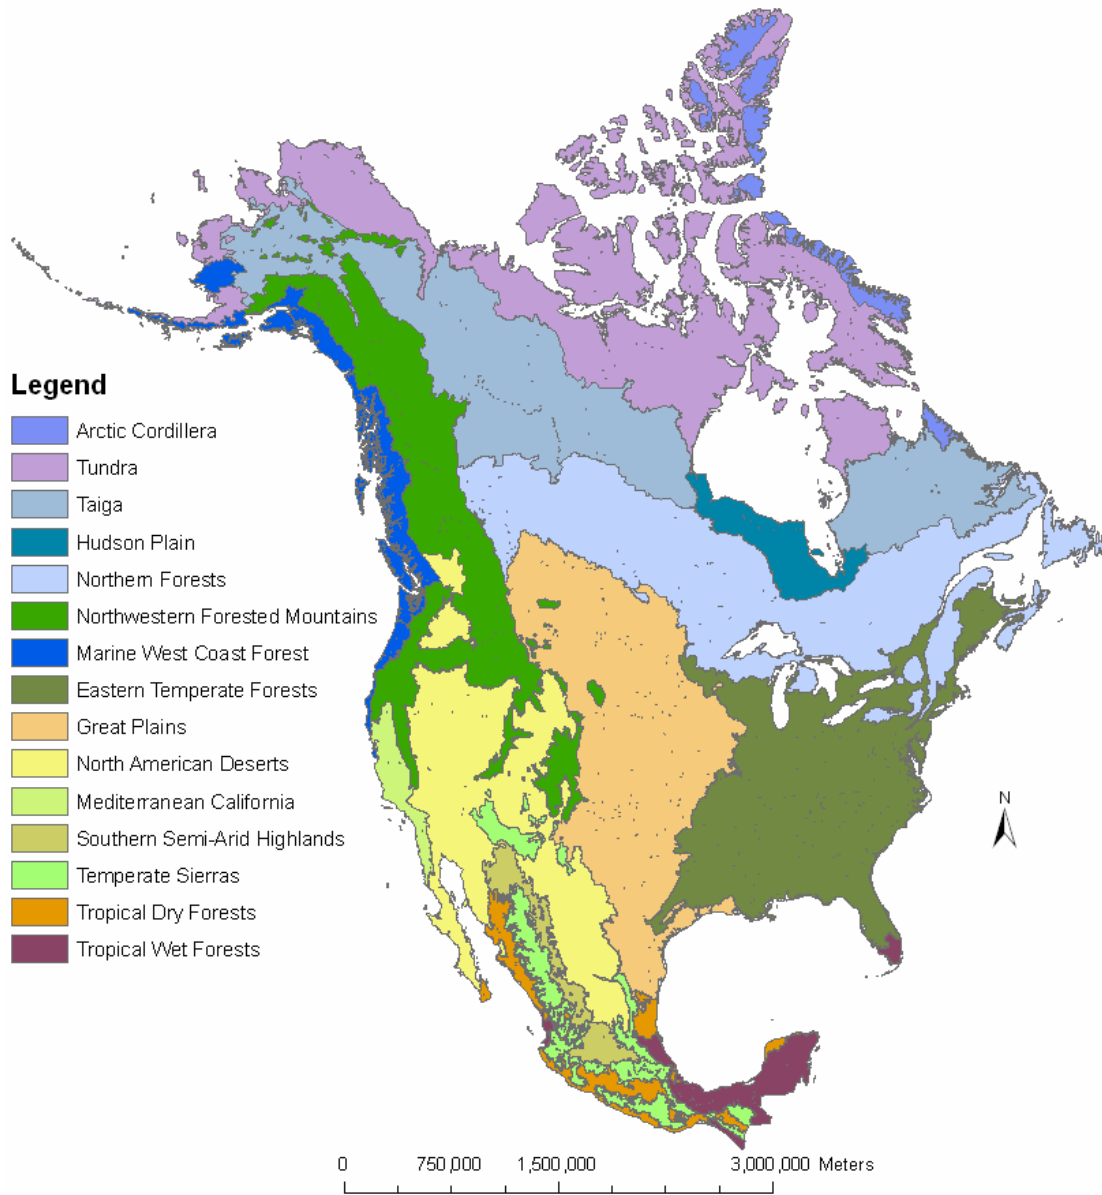 Legend
Arctic Cordillera
Tundra
Taiga
Hudson Plain
Northern Forests
Northwestern Forested Mountains
Marine West Coast Forest
Eastern Temperate Forests
Great Plains
North American Deserts
Mediterranean California
Southern Semi-Arid Highlands
Temperate Sierras
Tropical Dry Forests
Tropical Wet Forests
N
0 750,000 1,500,000 3,000,000 Meters